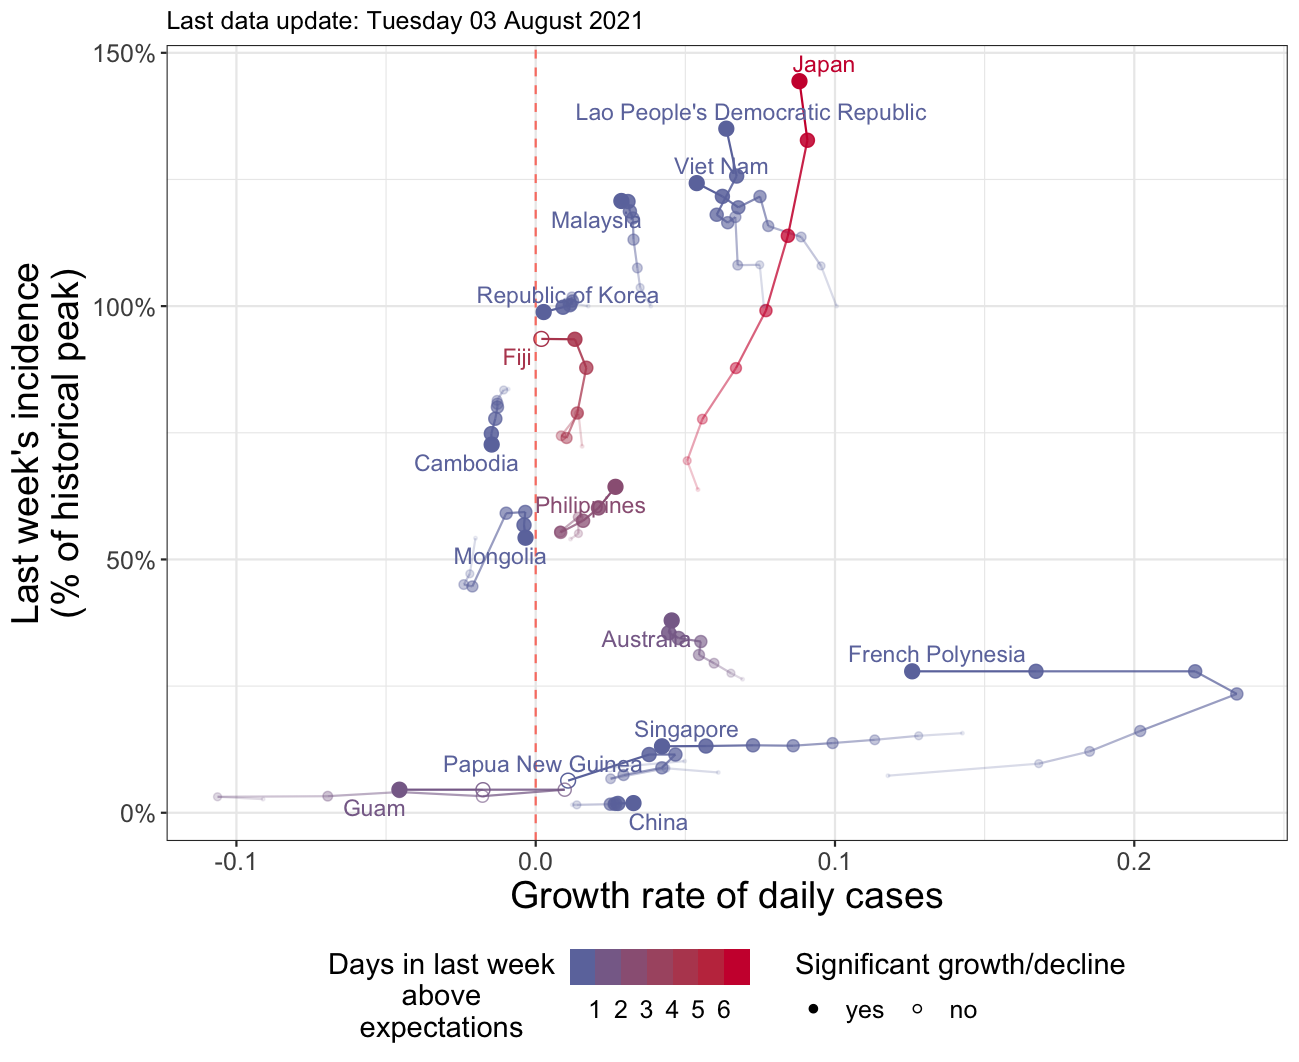 Last data update: Tuesday 03 August 2021
150%
100%
50%
0%
Last week's incidence
(% of historical peak)
Japan
Lao People's Democratic Republic
Viet Nam
Malaysia
Republic of Korea
Fiji
Cambodia
Philippines
Mongolia
Australia
French Polynesia
Singapore
Papua New Guinea
Guam
China
-0.1
0.0
0.1
0.2
Growth rate of daily cases
Days in last week
above
expectations
1 2 3 4 5 6
Significant growth/decline
yes no